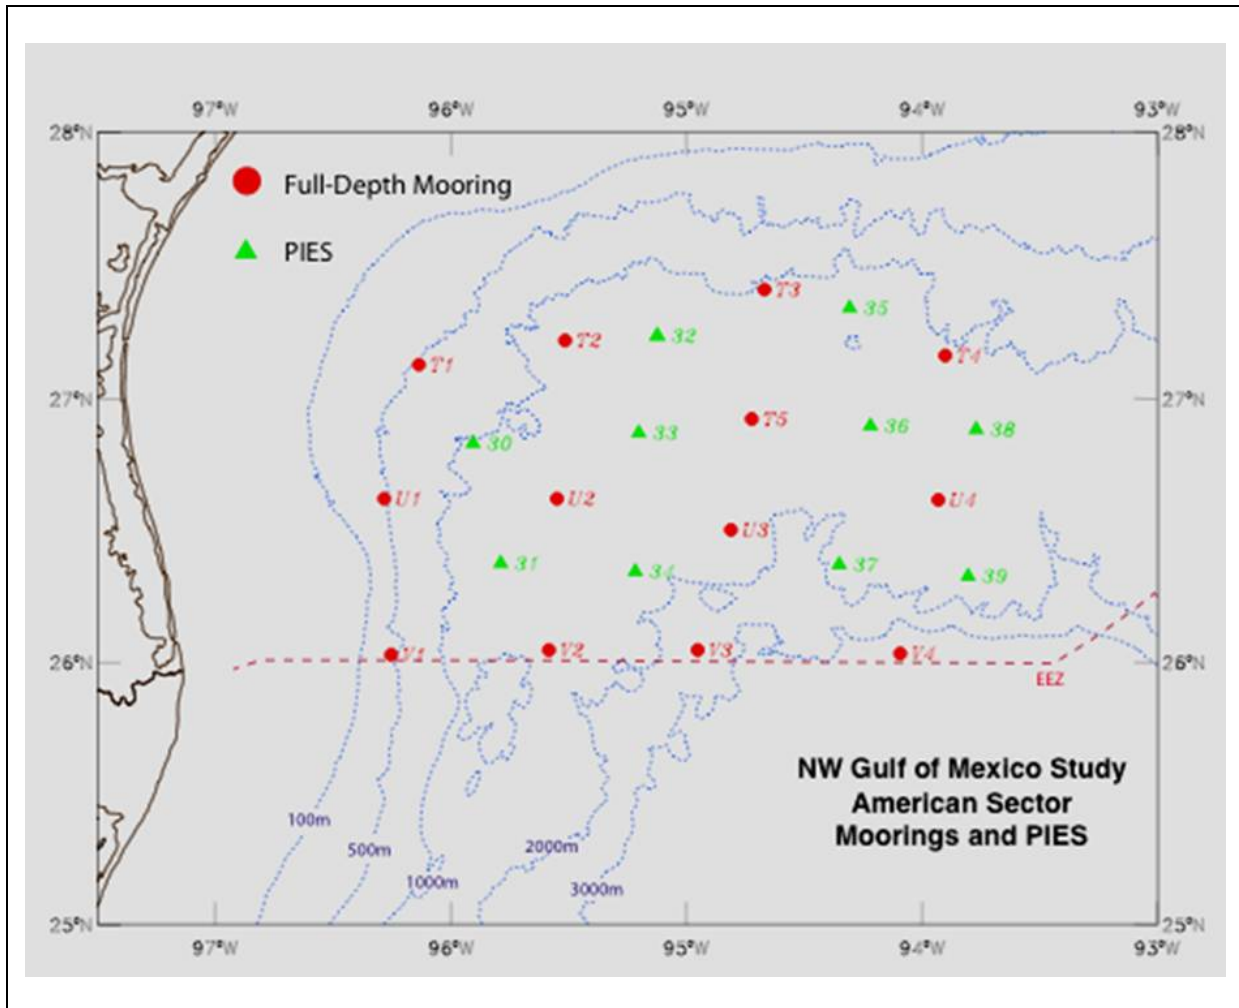 97°W 96°W 95°W 94°W 93°W
28°N 28°N
Full-Depth Mooring
PIES
T3
35
T2 32
T1 T4
27°N 27°N
T5
36 38
33
30
U1 U2 U4
U3
31 34 37 39
V1 V2 V3 V4
26°N 26°N
EEZ
NW Gulf of Mexico Study
American Sector
Moorings and PIES
100m
500m 2000m
1000m 3000m
25°N 25°N
97°W 96°W 95°W 94°W 93°W